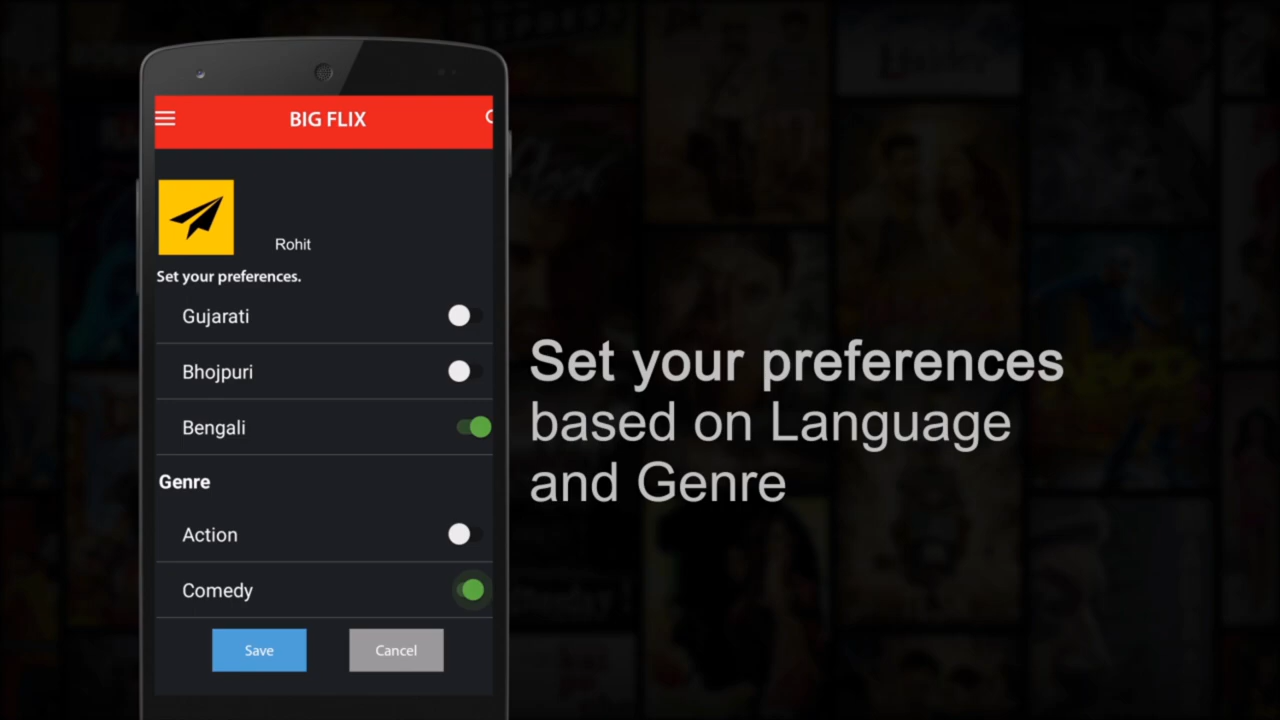 BIG FLIX
Rohit
Set your preferences.
Gujarati
Bhojpuri
Bengali
Genre
Action
Comedy
Save
Cancel
Set your preferences
based on Language
and Genre